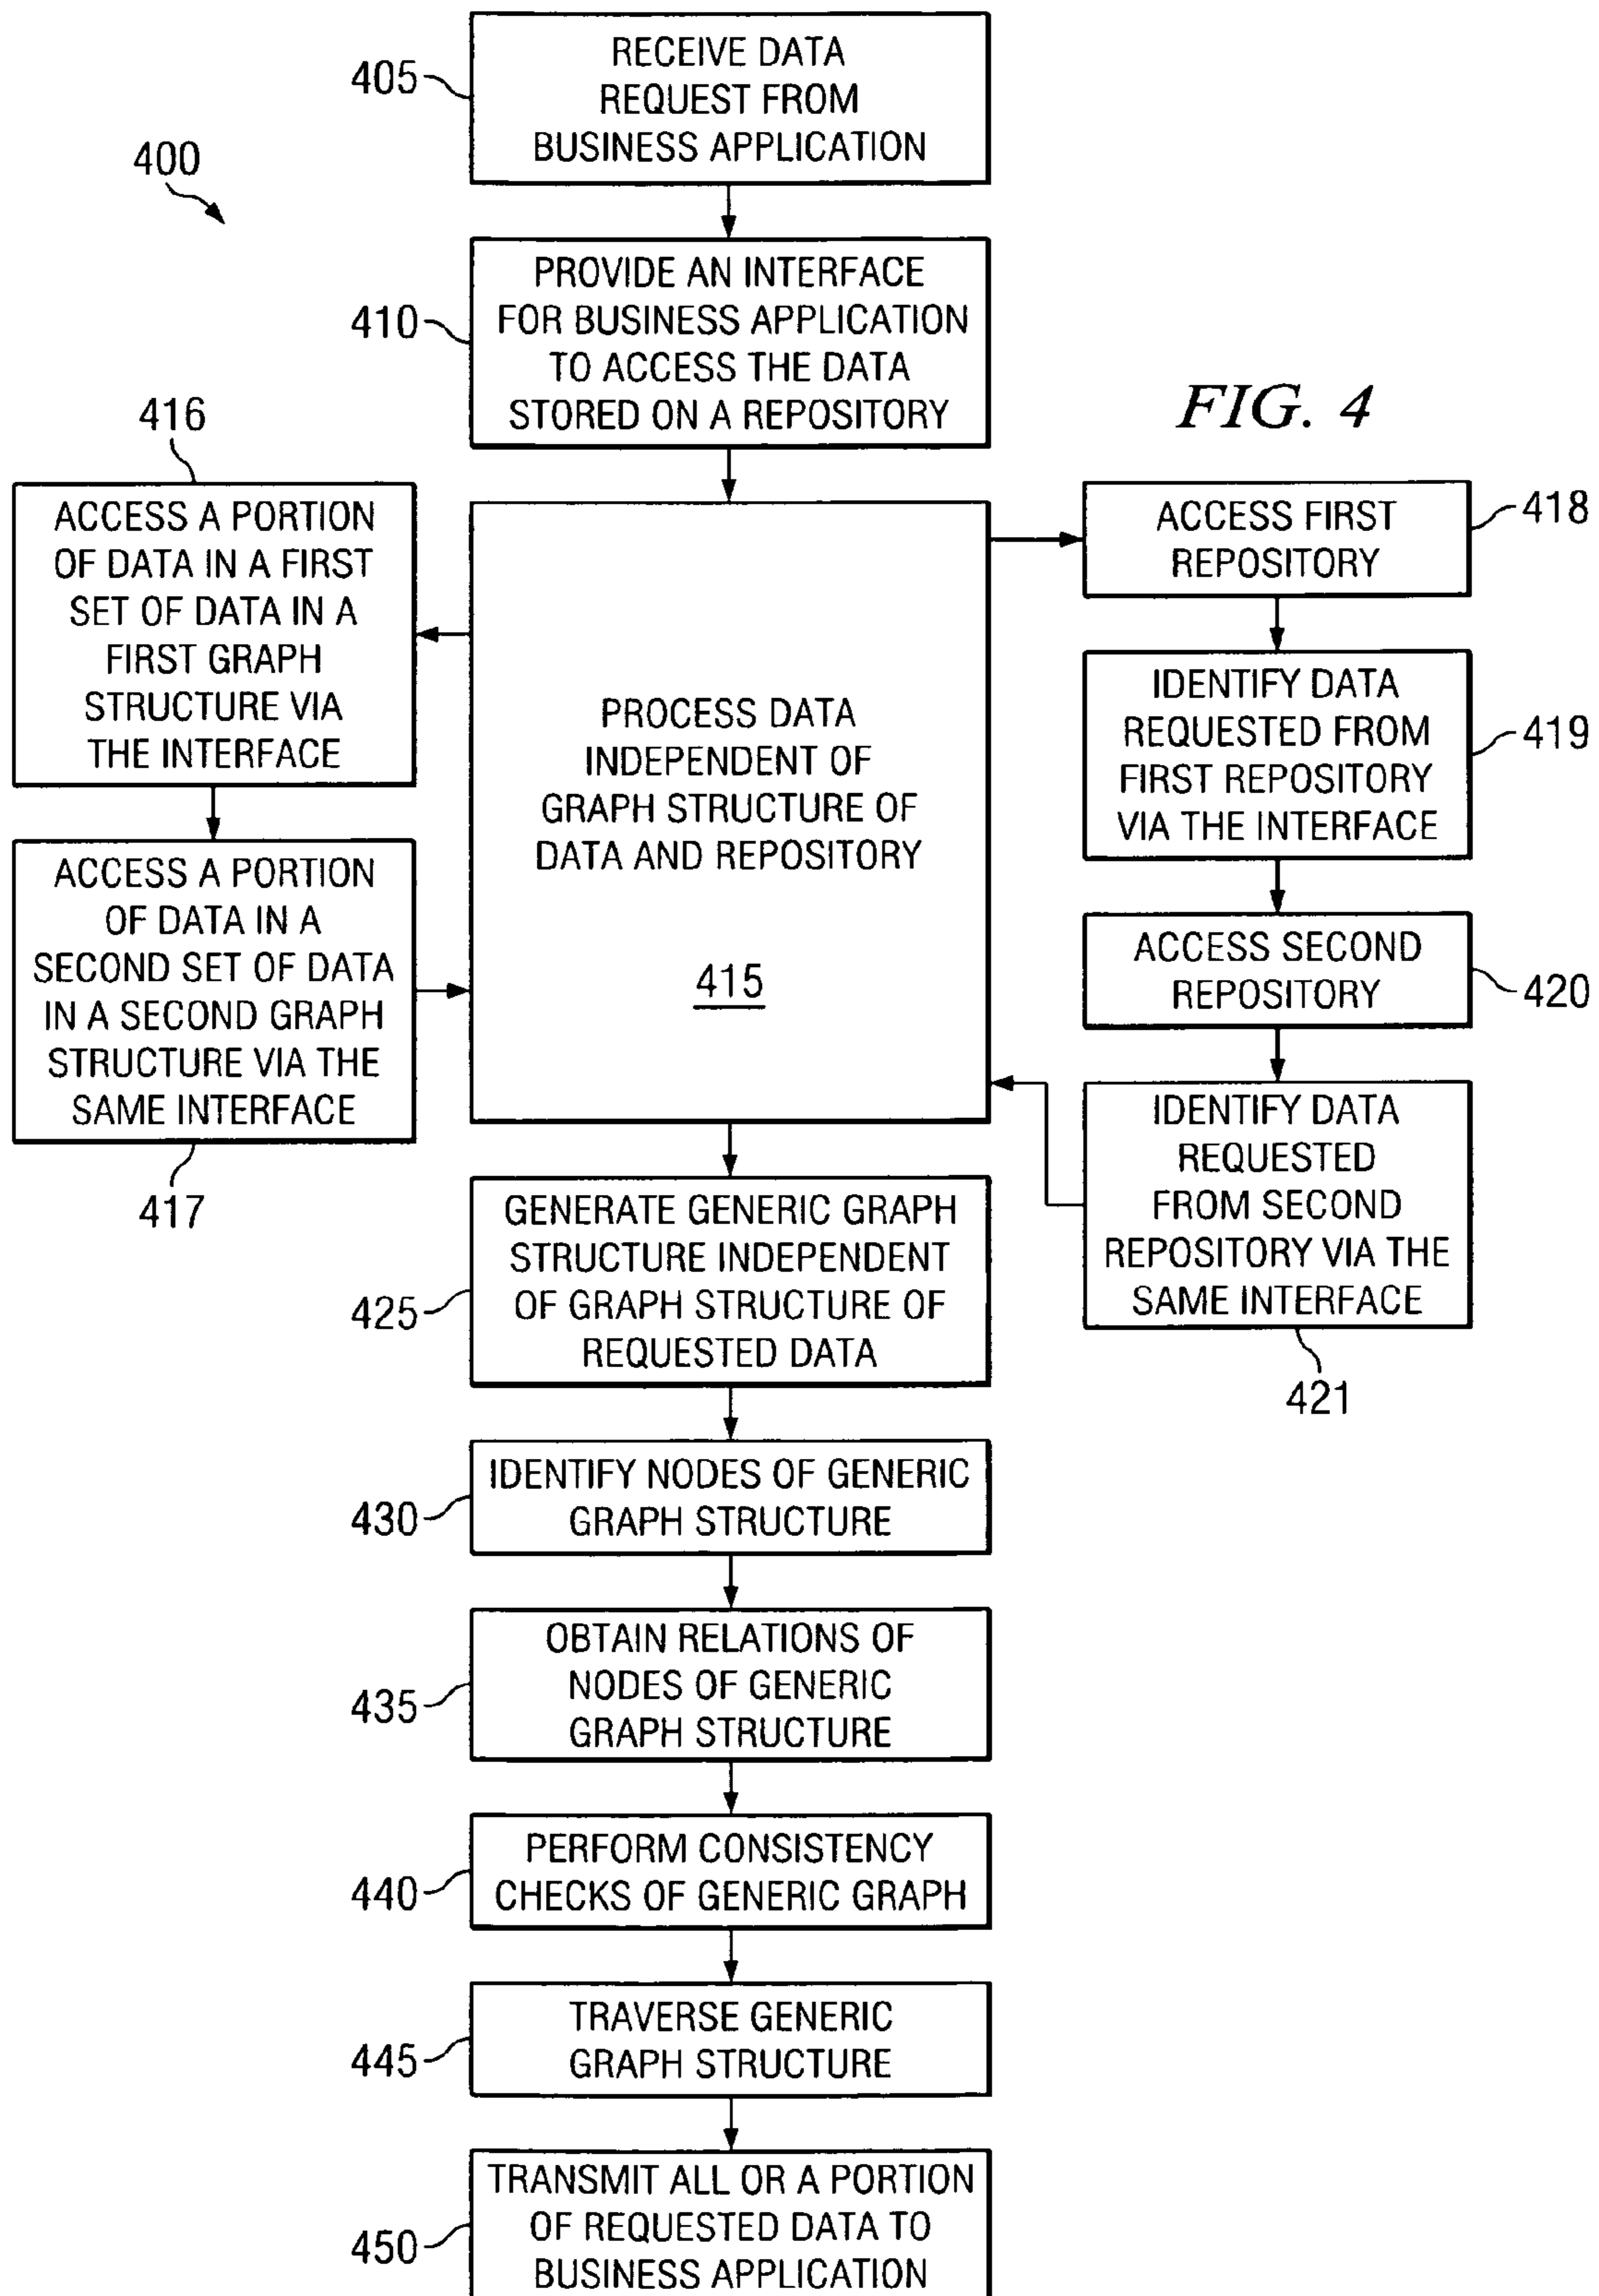 RECEIVE DATA
REQUEST FROM
BUSINESS APPLICATION
405
400
PROVIDE AN INTERFACE
FOR BUSINESS APPLICATION
TO ACCESS THE DATA
STORED ON A REPOSITORY
410
FIG. 4
416
ACCESS A PORTION
OF DATA IN A FIRST
SET OF DATA IN A
FIRST GRAPH
STRUCTURE VIA
THE INTERFACE
ACCESS A PORTION
OF DATA IN A
SECOND SET OF DATA
IN A SECOND GRAPH
STRUCTURE VIA THE
SAME INTERFACE
417
PROCESS DATA
INDEPENDENT OF
GRAPH STRUCTURE OF
DATA AND REPOSITORY
415
ACCESS FIRST
REPOSITORY
418
IDENTIFY DATA
REQUESTED FROM
FIRST REPOSITORY
VIA THE INTERFACE
419
ACCESS SECOND
REPOSITORY
420
IDENTIFY DATA
REQUESTED
FROM SECOND
REPOSITORY VIA THE
SAME INTERFACE
421
GENERATE GENERIC GRAPH
STRUCTURE INDEPENDENT
OF GRAPH STRUCTURE OF
REQUESTED DATA
425
IDENTIFY NODES OF GENERIC
GRAPH STRUCTURE
430
OBTAIN RELATIONS OF
NODES OF GENERIC
GRAPH STRUCTURE
435
PERFORM CONSISTENCY
CHECKS OF GENERIC GRAPH
440
TRAVERSE GENERIC
GRAPH STRUCTURE
445
TRANSMIT ALL OR A PORTION
OF REQUESTED DATA TO
BUSINESS APPLICATION
450